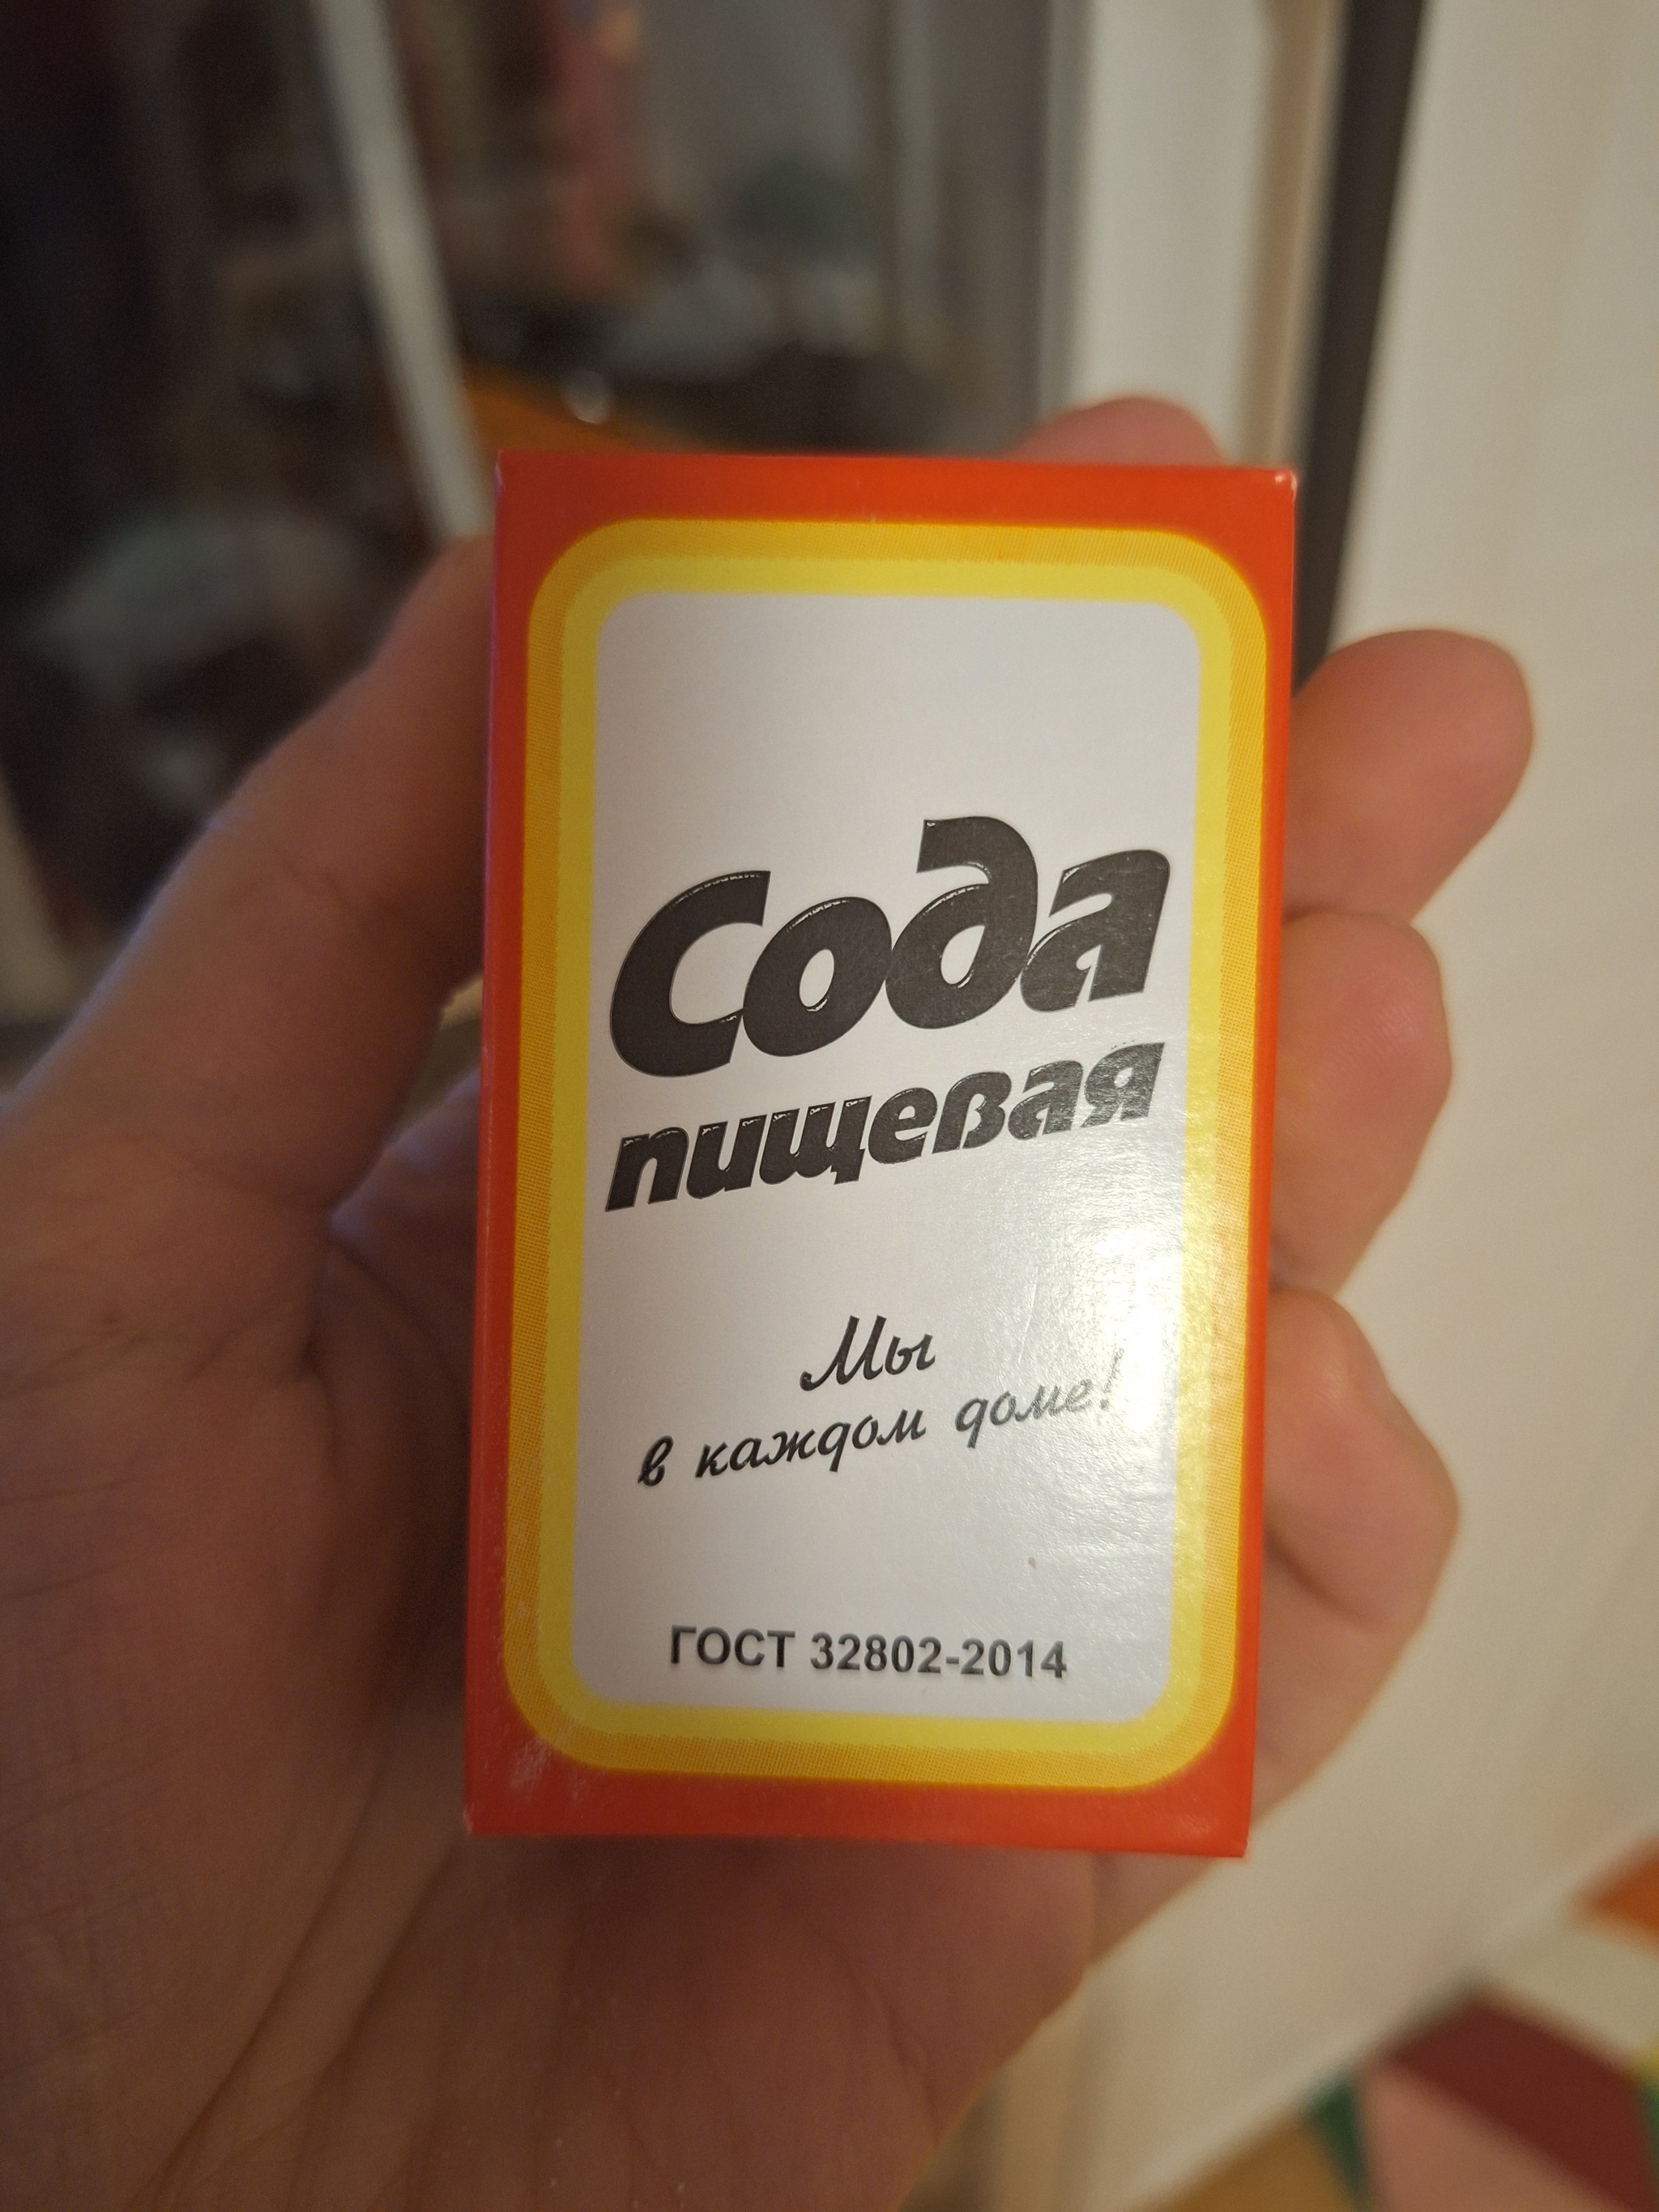 Сода
пищевая
Мы
в каждом доме!
ГОСТ 32802-2014